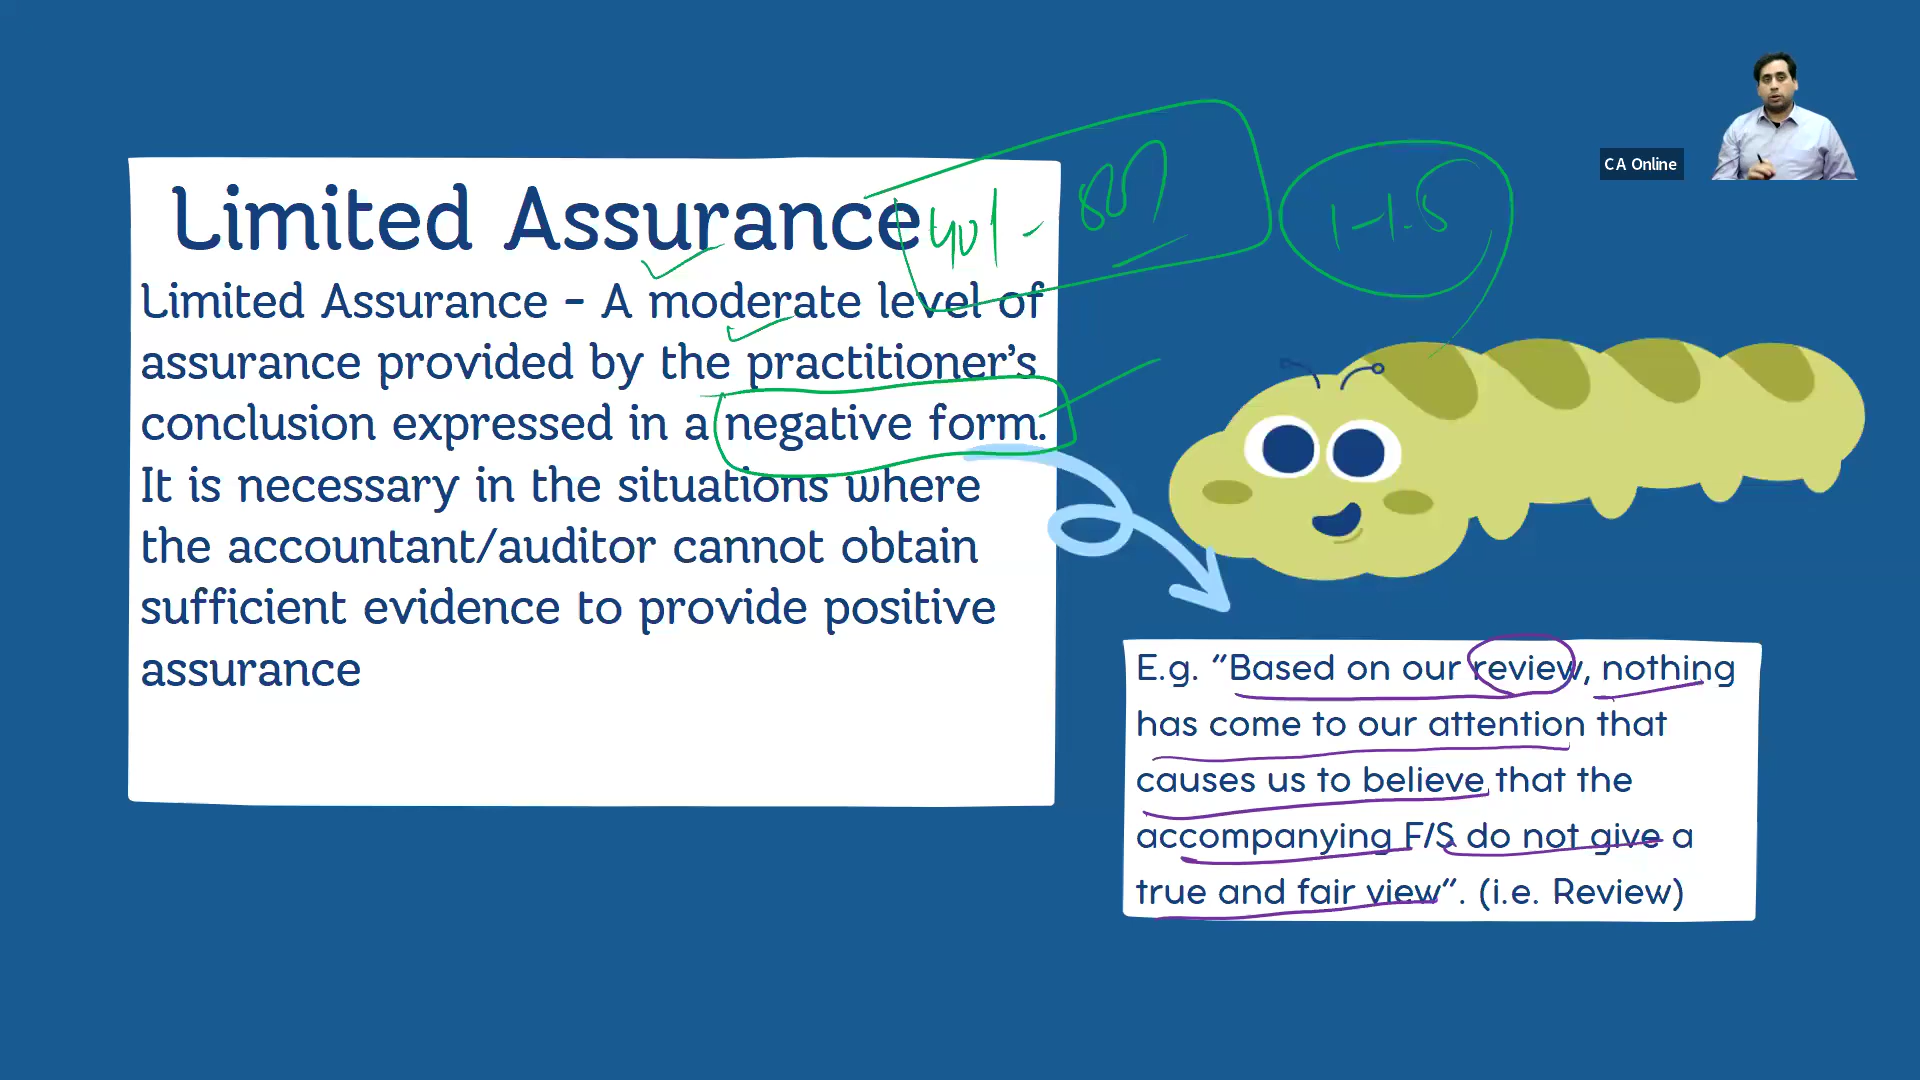 CA Online
Limited Assurance
Limited Assurance - A moderate level of
assurance provided by the practitioner's
conclusion expressed in a negative form.
It is necessary in the situations where
the accountant/auditor cannot obtain
sufficient evidence to provide positive
assurance
1-1.5
E.g. "Based on our review, nothing
has come to our attention that
causes us to believe that the
accompanying F/S do not give a
true and fair view". (i.e. Review)